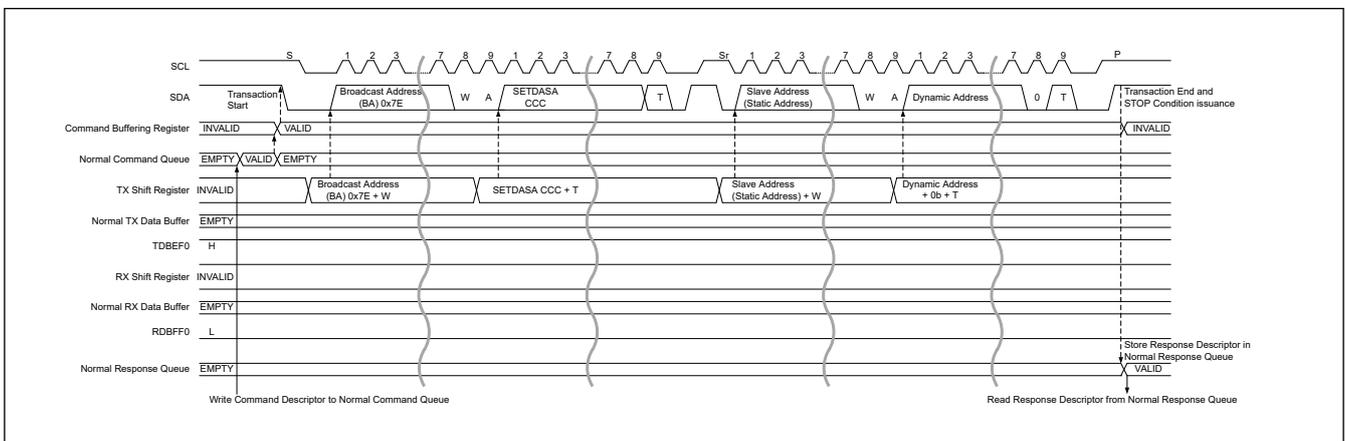 S 1 2 3 7 8 9 1 2 3 7 8 9 Sr 1 2 3 7 8 9 1 2 3 7 8 9 P
SCL
SDA
Transaction
Start
Broadcast Address
(BA) 0x7E
W A
SETDASA
CCC
T
Slave Address
(Static Address)
W A
Dynamic Address
0 T
Transaction End and
STOP Condition issuance
Command Buffering Register INVALID VALID INVALID
Normal Command Queue EMPTY VALID EMPTY
TX Shift Register INVALID
Broadcast Address
(BA) 0x7E + W
SETDASA CCC + T
Slave Address
(Static Address) + W
Dynamic Address
+ 0b + T
Normal TX Data Buffer EMPTY
TDBEF0 H
RX Shift Register INVALID
Normal RX Data Buffer EMPTY
RDBFF0 L
Store Response Descriptor in
Normal Response Queue
Normal Response Queue EMPTY VALID
Write Command Descriptor to Normal Command Queue
Read Response Descriptor from Normal Response Queue